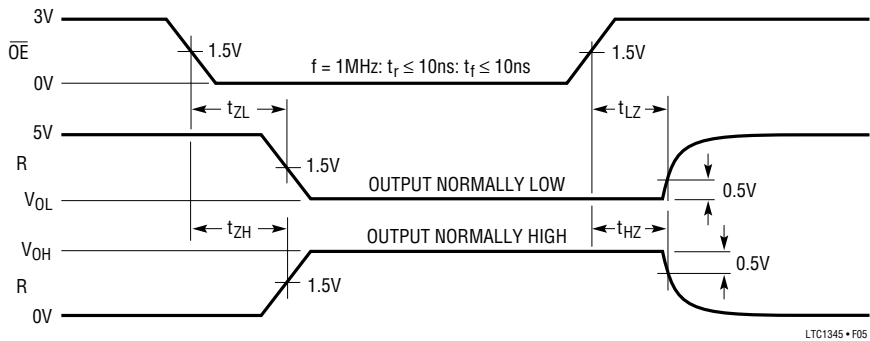 3V
OE
1.5V
f = 1MHz: tr ≤ 10ns: tf ≤ 10ns
1.5V
0V
tZL
tLZ
5V
R
1.5V
OUTPUT NORMALLY LOW
0.5V
VOL
tZH
tHZ
VOH
OUTPUT NORMALLY HIGH
0.5V
R
1.5V
0V
LTC1345 • F05